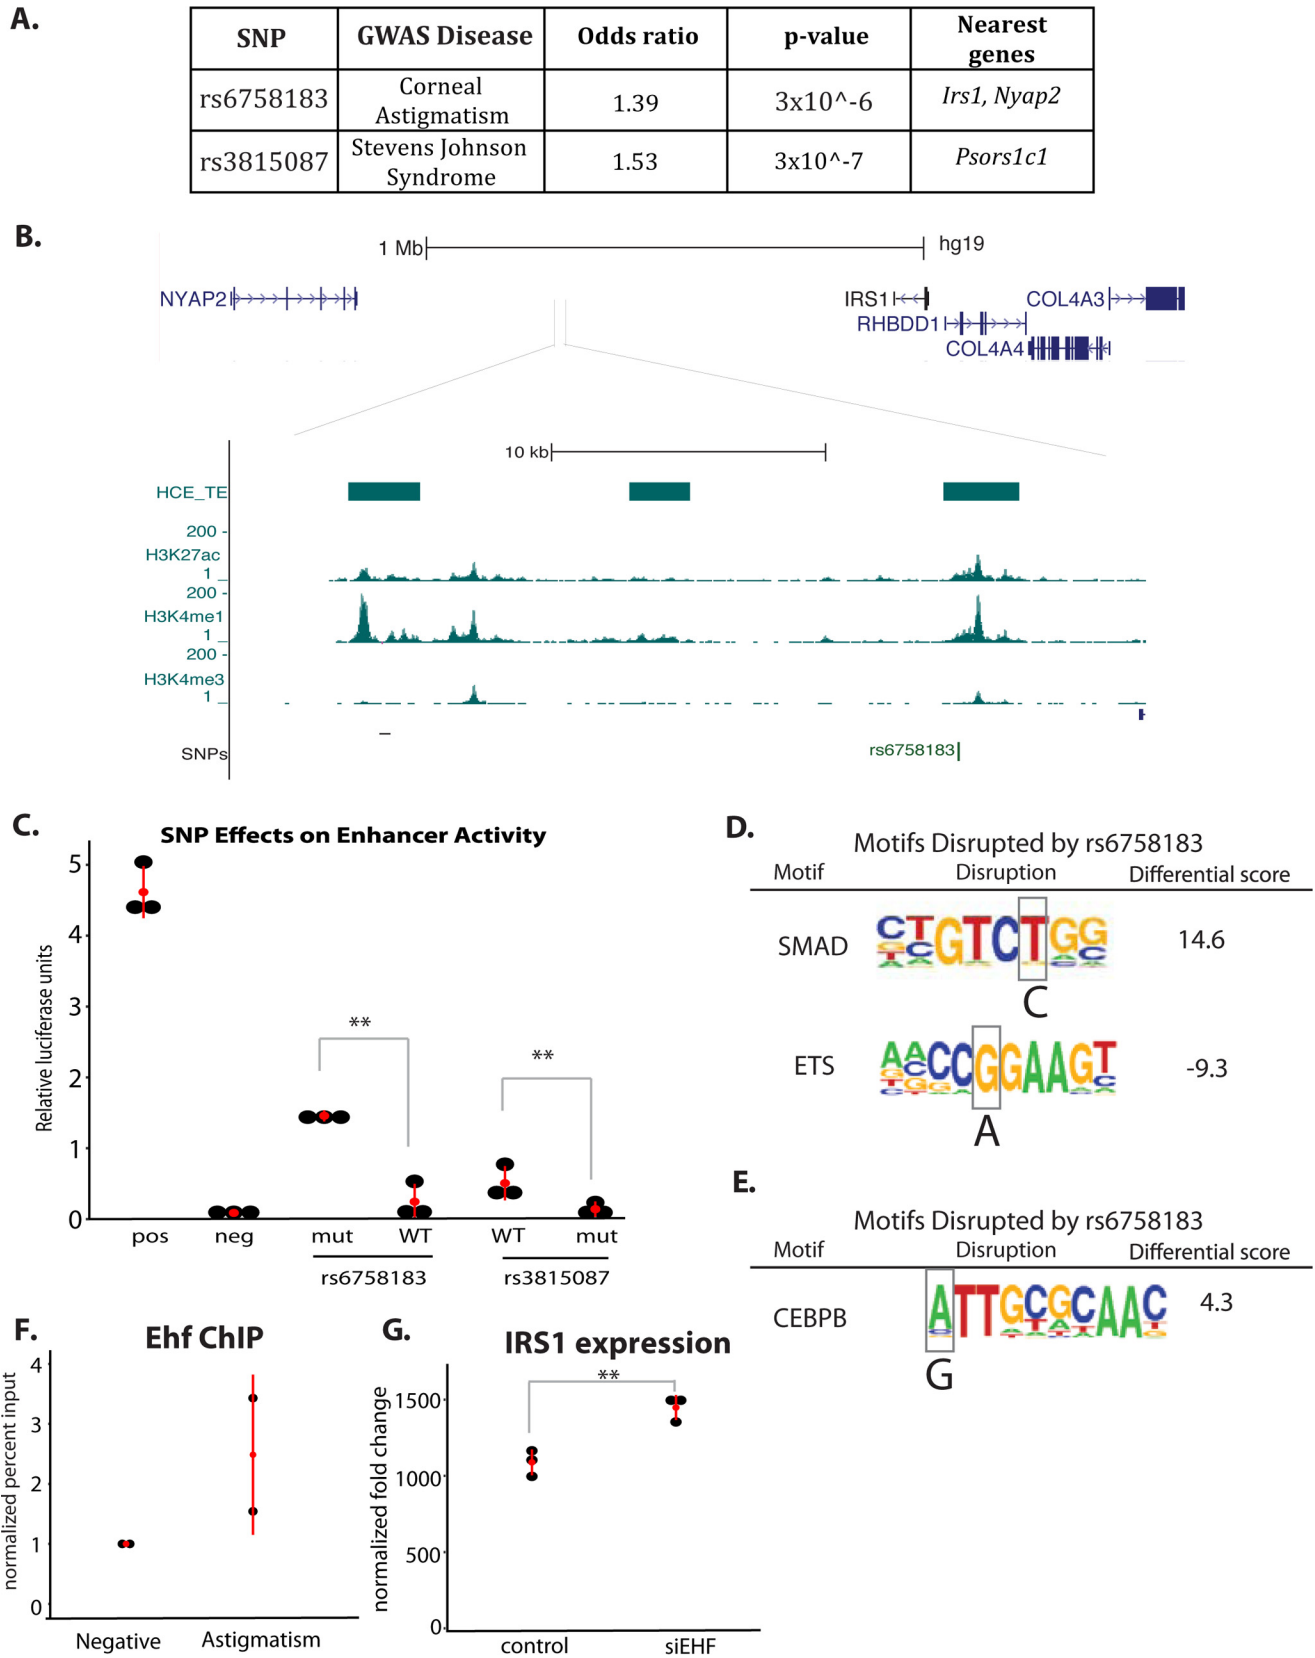 A.
SNP GWAS Disease Odds ratio p-value Nearest genes
rs6758183 Corneal Astigmatism 1.39 3x10^-6 Irs1, Nyap2
rs3815087 Stevens Johnson Syndrome 1.53 3x10^-7 Psors1c1
B.
1 Mb hg19
NYAP2 IRS1 COL4A3
RHBDD1
COL4A4
10 kb
HCE_TE
200 -
H3K27ac
1 _
200 -
H3K4me1
1 _
200 -
H3K4me3
1 _
SNPs rs6758183
C.
SNP Effects on Enhancer Activity
Relative luciferase units
5
4
3
2
1
0
**
**
pos neg mut WT WT mut
rs6758183 rs3815087
D.
Motifs Disrupted by rs6758183
Motif Disruption Differential score
SMAD 14.6
C
ETS -9.3
A
E.
Motifs Disrupted by rs6758183
Motif Disruption Differential score
CEBPB ATTGCGCAAC 4.3
G
F.
Ehf ChIP
normalized percent input
4
3
2
1
0
Negative Astigmatism
G.
IRS1 expression
normalized fold change
**
1500
1000
500
0
control siEHF